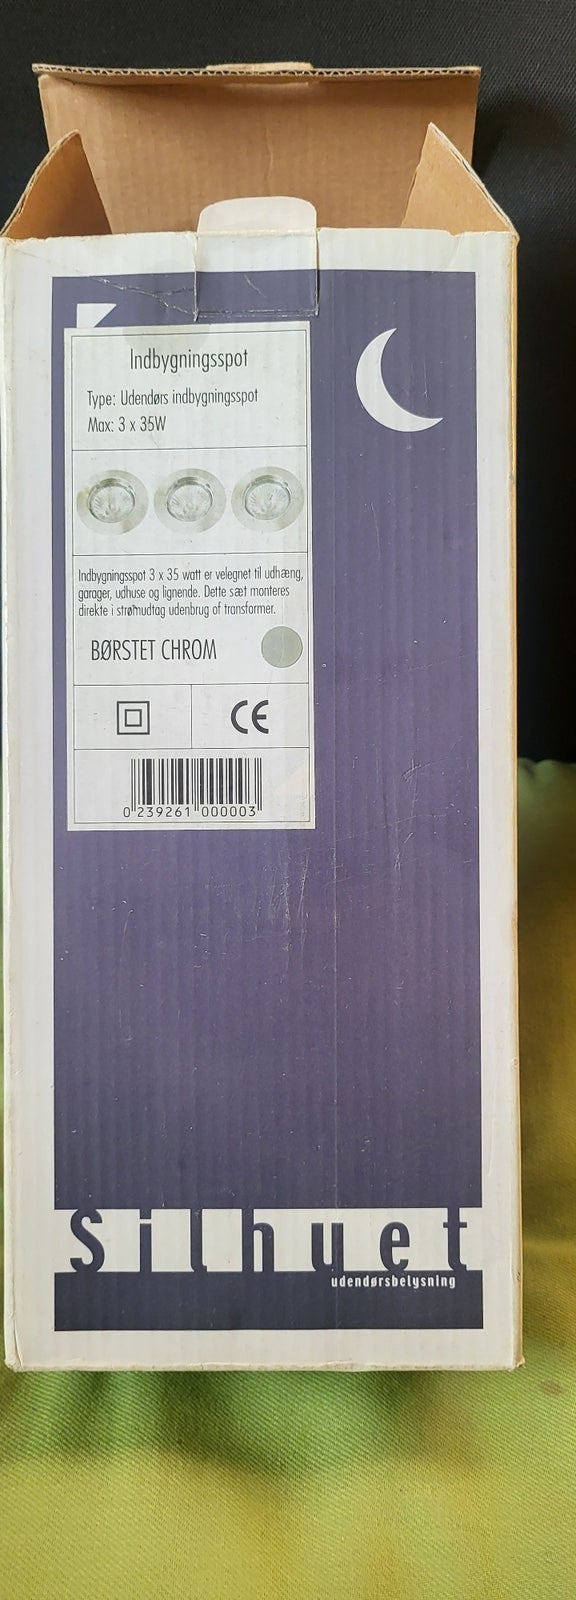 Indbygningsspot
Type: Udendørs indbygningsspot
Max: 3 x 35W
Indbygningsspot 3 x 35 watt er velegnet til udhæng,
garager, udhuse og lignende. Dette sæt monteres
direkte i strømudtag udenbrug af transformer.
BØRSTET CHROM
CE
0 239261 000003
Silhuet
udendørsbelysning